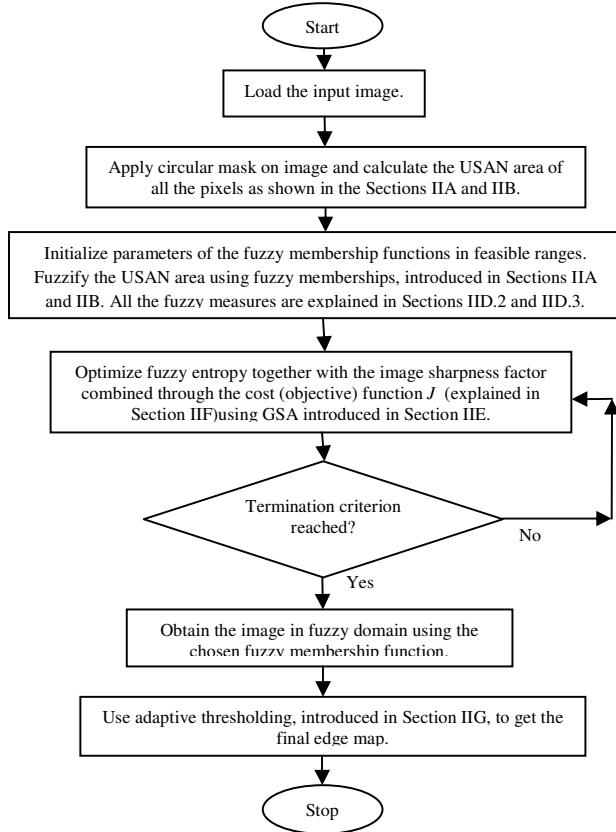 Start
Load the input image.
Apply circular mask on image and calculate the USAN area of
all the pixels as shown in the Sections IIA and IIB.
Initialize parameters of the fuzzy membership functions in feasible ranges.
Fuzzify the USAN area using fuzzy memberships, introduced in Sections IIA
and IIB. All the fuzzy measures are explained in Sections IID.2 and IID.3.
Optimize fuzzy entropy together with the image sharpness factor
combined through the cost (objective) function J (explained in
Section IIF)using GSA introduced in Section IIE.
Termination criterion
reached?
No
Yes
Obtain the image in fuzzy domain using the
chosen fuzzy membership function.
Use adaptive thresholding, introduced in Section IIG, to get the
final edge map.
Stop